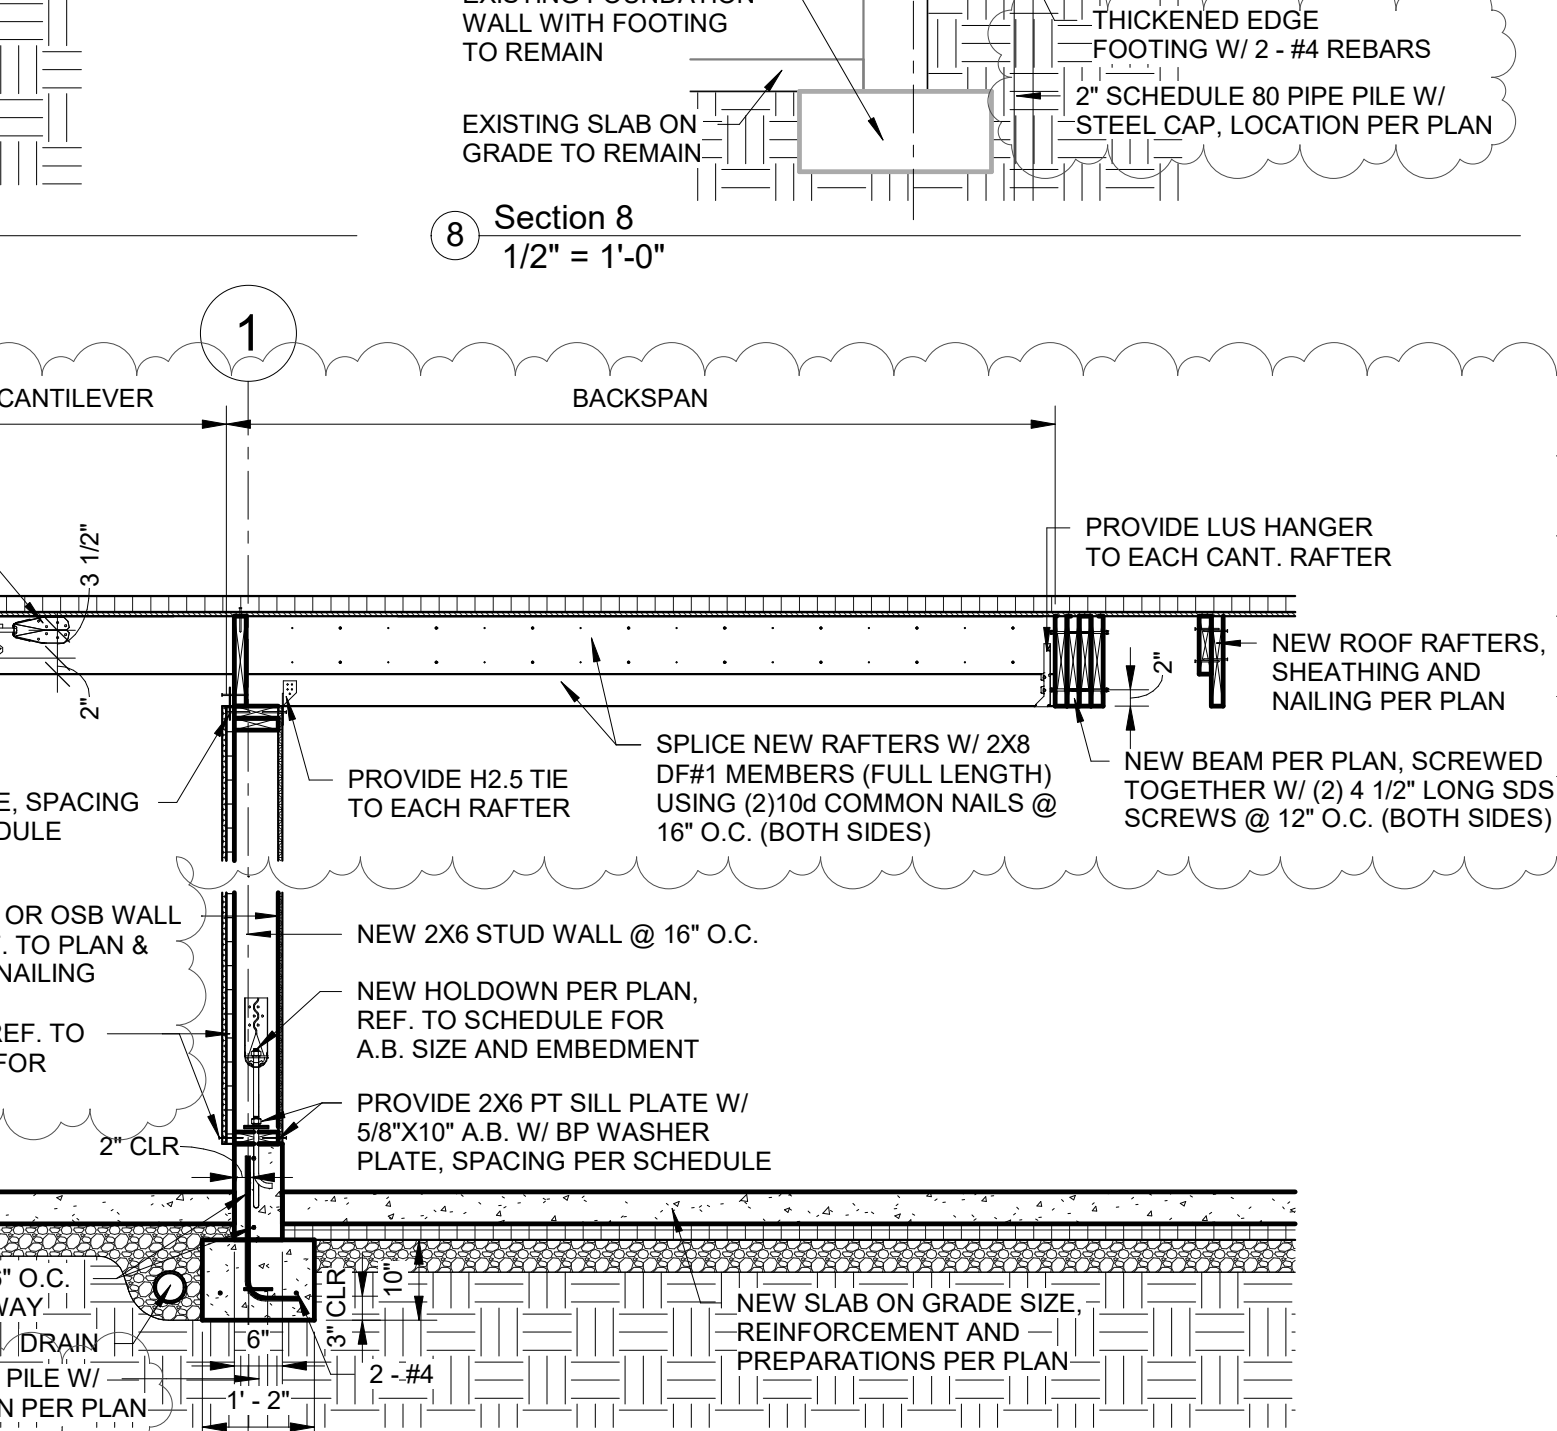 WALL WITH FOOTING
TO REMAIN
EXISTING SLAB ON
GRADE TO REMAIN
THICKENED EDGE
FOOTING W/ 2 - #4 REBARS
2" SCHEDULE 80 PIPE PILE W/
STEEL CAP, LOCATION PER PLAN
8
Section 8
1/2" = 1'-0"
1
CANTILEVER
BACKSPAN
3 1/2"
2"
PROVIDE LUS HANGER
TO EACH CANT. RAFTER
2"
NEW ROOF RAFTERS,
SHEATHING AND
NAILING PER PLAN
SPLICE NEW RAFTERS W/ 2X8
DF#1 MEMBERS (FULL LENGTH)
USING (2)10d COMMON NAILS @
16" O.C. (BOTH SIDES)
NEW BEAM PER PLAN, SCREWED
TOGETHER W/ (2) 4 1/2" LONG SDS
SCREWS @ 12" O.C. (BOTH SIDES)
PROVIDE H2.5 TIE
TO EACH RAFTER
E, SPACING
DULE
OR OSB WALL
. TO PLAN &
NAILING
NEW 2X6 STUD WALL @ 16" O.C.
NEW HOLDOWN PER PLAN,
REF. TO SCHEDULE FOR
A.B. SIZE AND EMBEDMENT
REF. TO
FOR
PROVIDE 2X6 PT SILL PLATE W/
5/8"X10" A.B. W/ BP WASHER
PLATE, SPACING PER SCHEDULE
2" CLR
" O.C.
WAY
DRAIN
PILE W/
N PER PLAN
3" CLR
10"
6"
1' - 2"
2 - #4
NEW SLAB ON GRADE SIZE,
REINFORCEMENT AND
PREPARATIONS PER PLAN